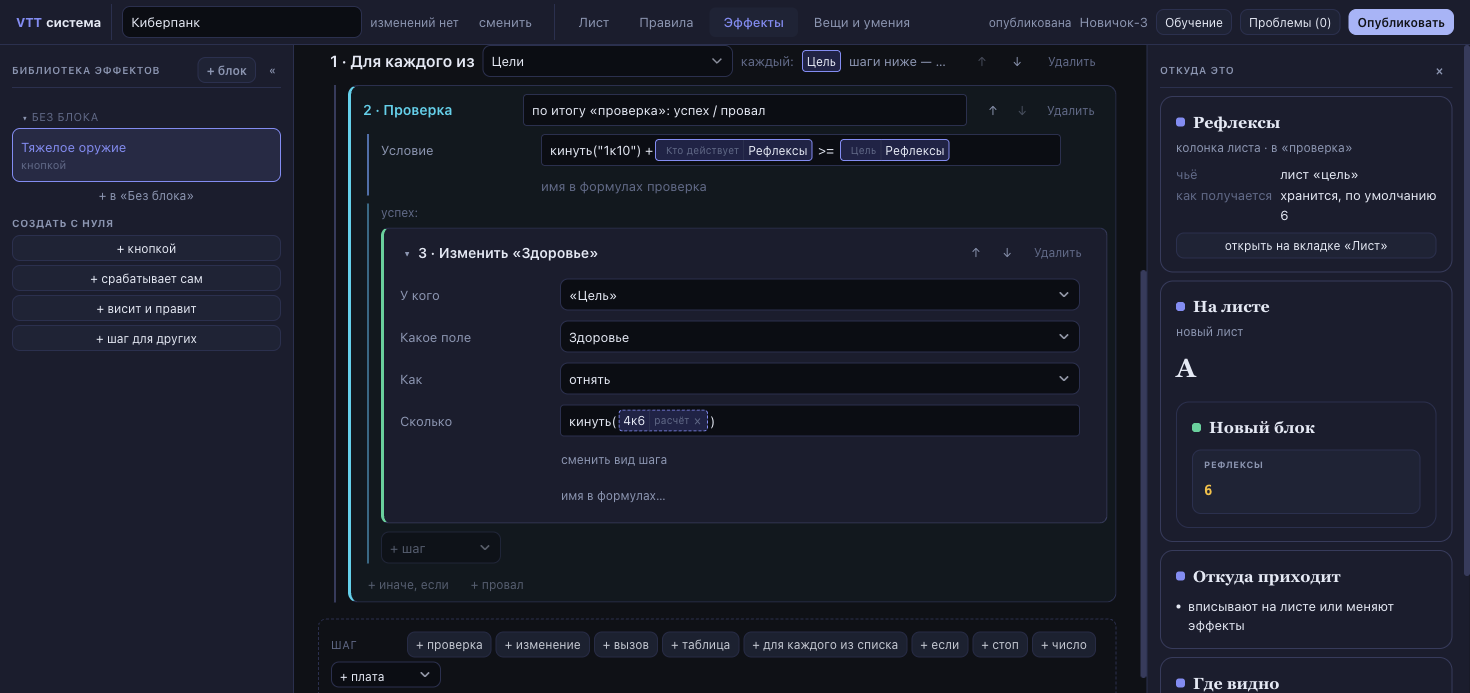 VTT система
Киберпанк
изменений нет
сменить
Лист
Правила
Эффекты
Вещи и умения
опубликована
Новичок-3
Обучение
Проблемы (0)
Опубликовать
БИБЛИОТЕКА ЭФФЕКТОВ
+ блок
«
▾ БЕЗ БЛОКА
Тяжелое оружие
кнопкой
+ в «Без блока»
СОЗДАТЬ С НУЛЯ
+ кнопкой
+ срабатывает сам
+ висит и правит
+ шаг для других
1 · Для каждого из
Цели
каждый:
Цель
шаги ниже — ...
↑
↓
Удалить
2 · Проверка
по итогу «проверка»: успех / провал
↑
↓
Удалить
Условие
кинуть("1к10") + Кто действует Рефлексы >= Цель Рефлексы
имя в формулах проверка
успех:
▾ 3 · Изменить «Здоровье»
↑
↓
Удалить
У кого
«Цель»
Какое поле
Здоровье
Как
отнять
Сколько
кинуть( 4к6 расчёт × )
сменить вид шага
имя в формулах...
+ шаг
+ иначе, если
+ провал
ШАГ
+ проверка
+ изменение
+ вызов
+ таблица
+ для каждого из списка
+ если
+ стоп
+ число
+ плата
ОТКУДА ЭТО
×
Рефлексы
колонка листа · в «проверка»
чьё
лист «цель»
как получается
хранится, по умолчанию
6
открыть на вкладке «Лист»
На листе
новый лист
А
Новый блок
РЕФЛЕКСЫ
6
Откуда приходит
• вписывают на листе или меняют
эффекты
Где видно